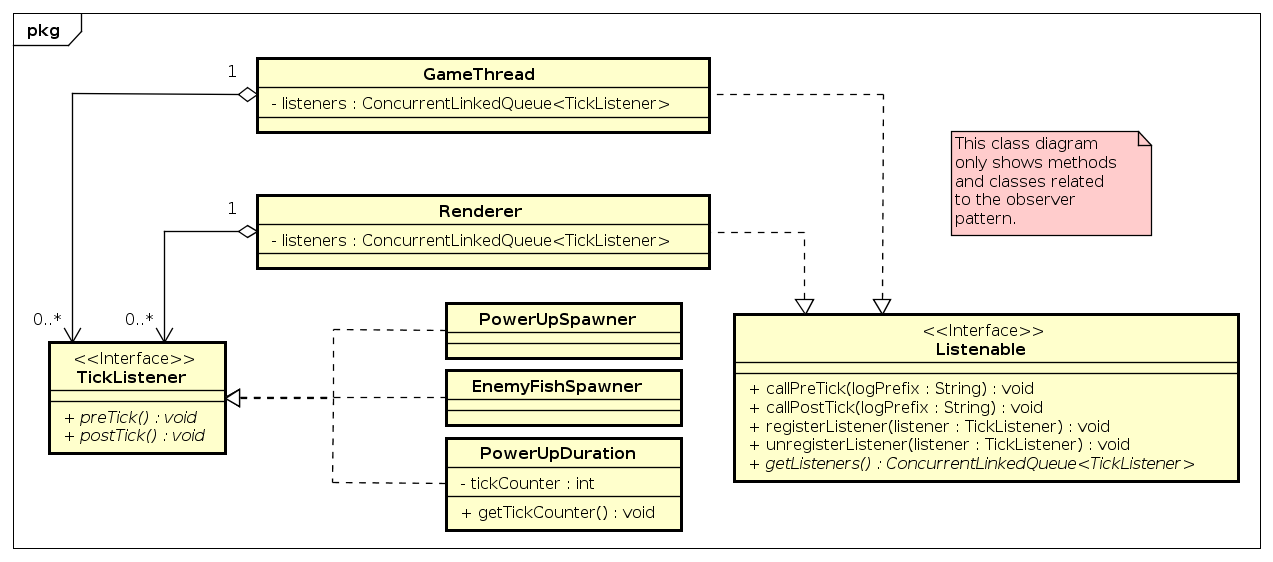 pkg
1
GameThread
- listeners : ConcurrentLinkedQueue<TickListener>
This class diagram
only shows methods
and classes related
to the observer
pattern.
1
Renderer
- listeners : ConcurrentLinkedQueue<TickListener>
0..*
0..*
PowerUpSpawner
<<Interface>>
TickListener
+ preTick() : void
+ postTick() : void
EnemyFishSpawner
PowerUpDuration
- tickCounter : int
+ getTickCounter() : void
<<Interface>>
Listenable
+ callPreTick(logPrefix : String) : void
+ callPostTick(logPrefix : String) : void
+ registerListener(listener : TickListener) : void
+ unregisterListener(listener : TickListener) : void
+ getListeners() : ConcurrentLinkedQueue<TickListener>